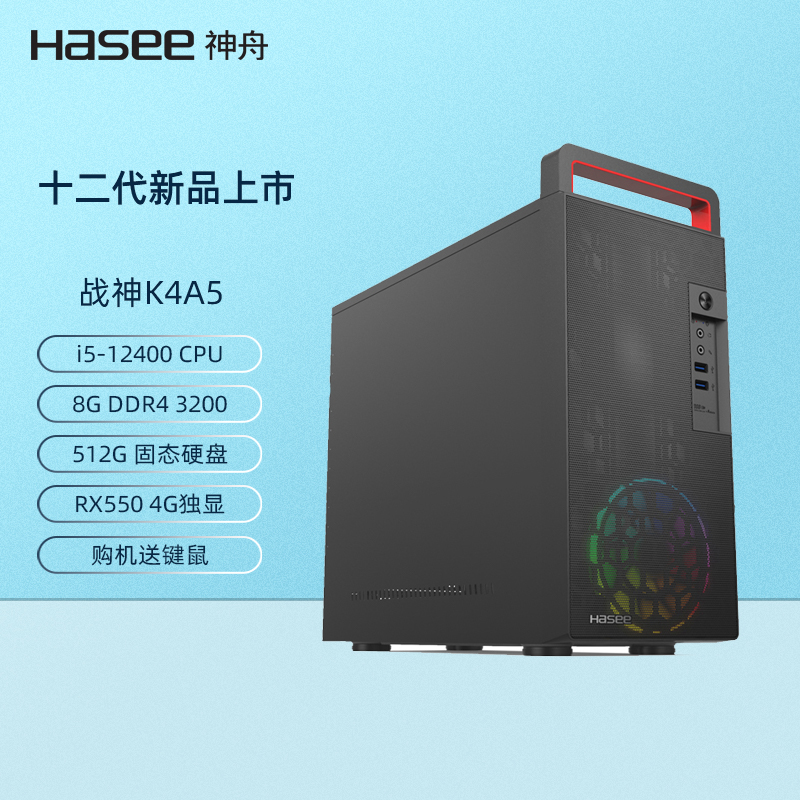 Hasee 神舟
十二代新品上市
战神K4A5
i5-12400 CPU
8G DDR4 3200
512G 固态硬盘
RX550 4G独显
购机送键鼠
Hasee